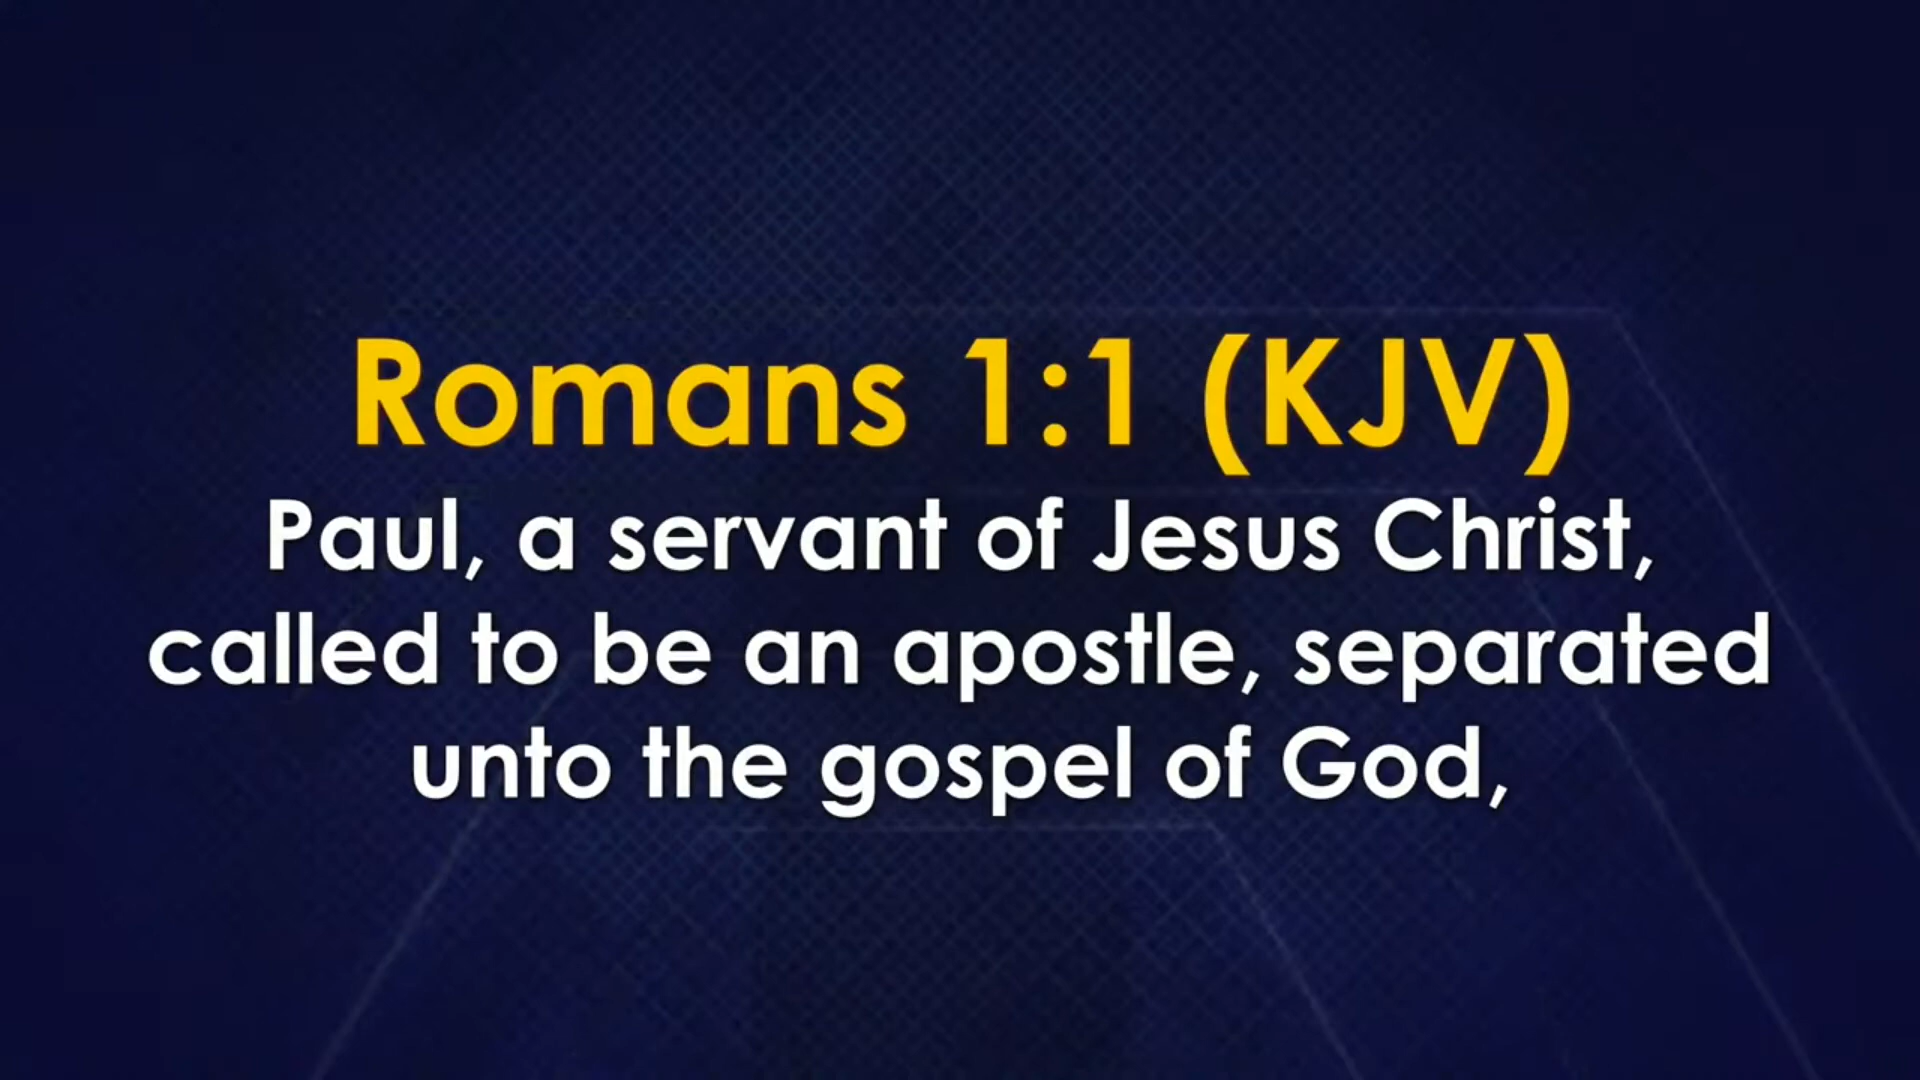 Romans 1:1 (KJV)
Paul, a servant of Jesus Christ,
called to be an apostle, separated
unto the gospel of God,